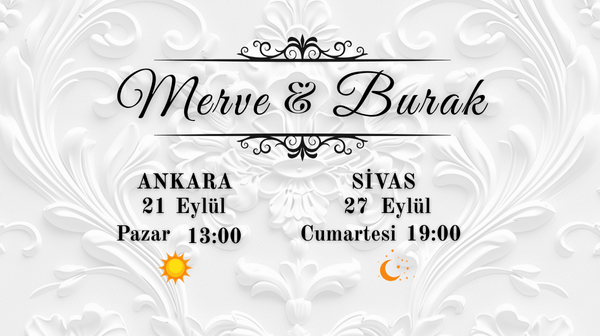 Merve & Burak
ANKARA
21 Eylül
Pazar 13:00
SİVAS
27 Eylül
Cumartesi 19:00